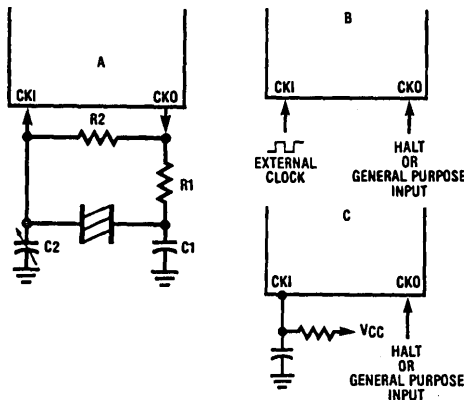 A
CKI
CKO
R2
R1
C2
C1
B
CKI
CKO
EXTERNAL
CLOCK
HALT
OR
GENERAL PURPOSE
INPUT
C
CKI
CKO
VCC
HALT
OR
GENERAL PURPOSE
INPUT